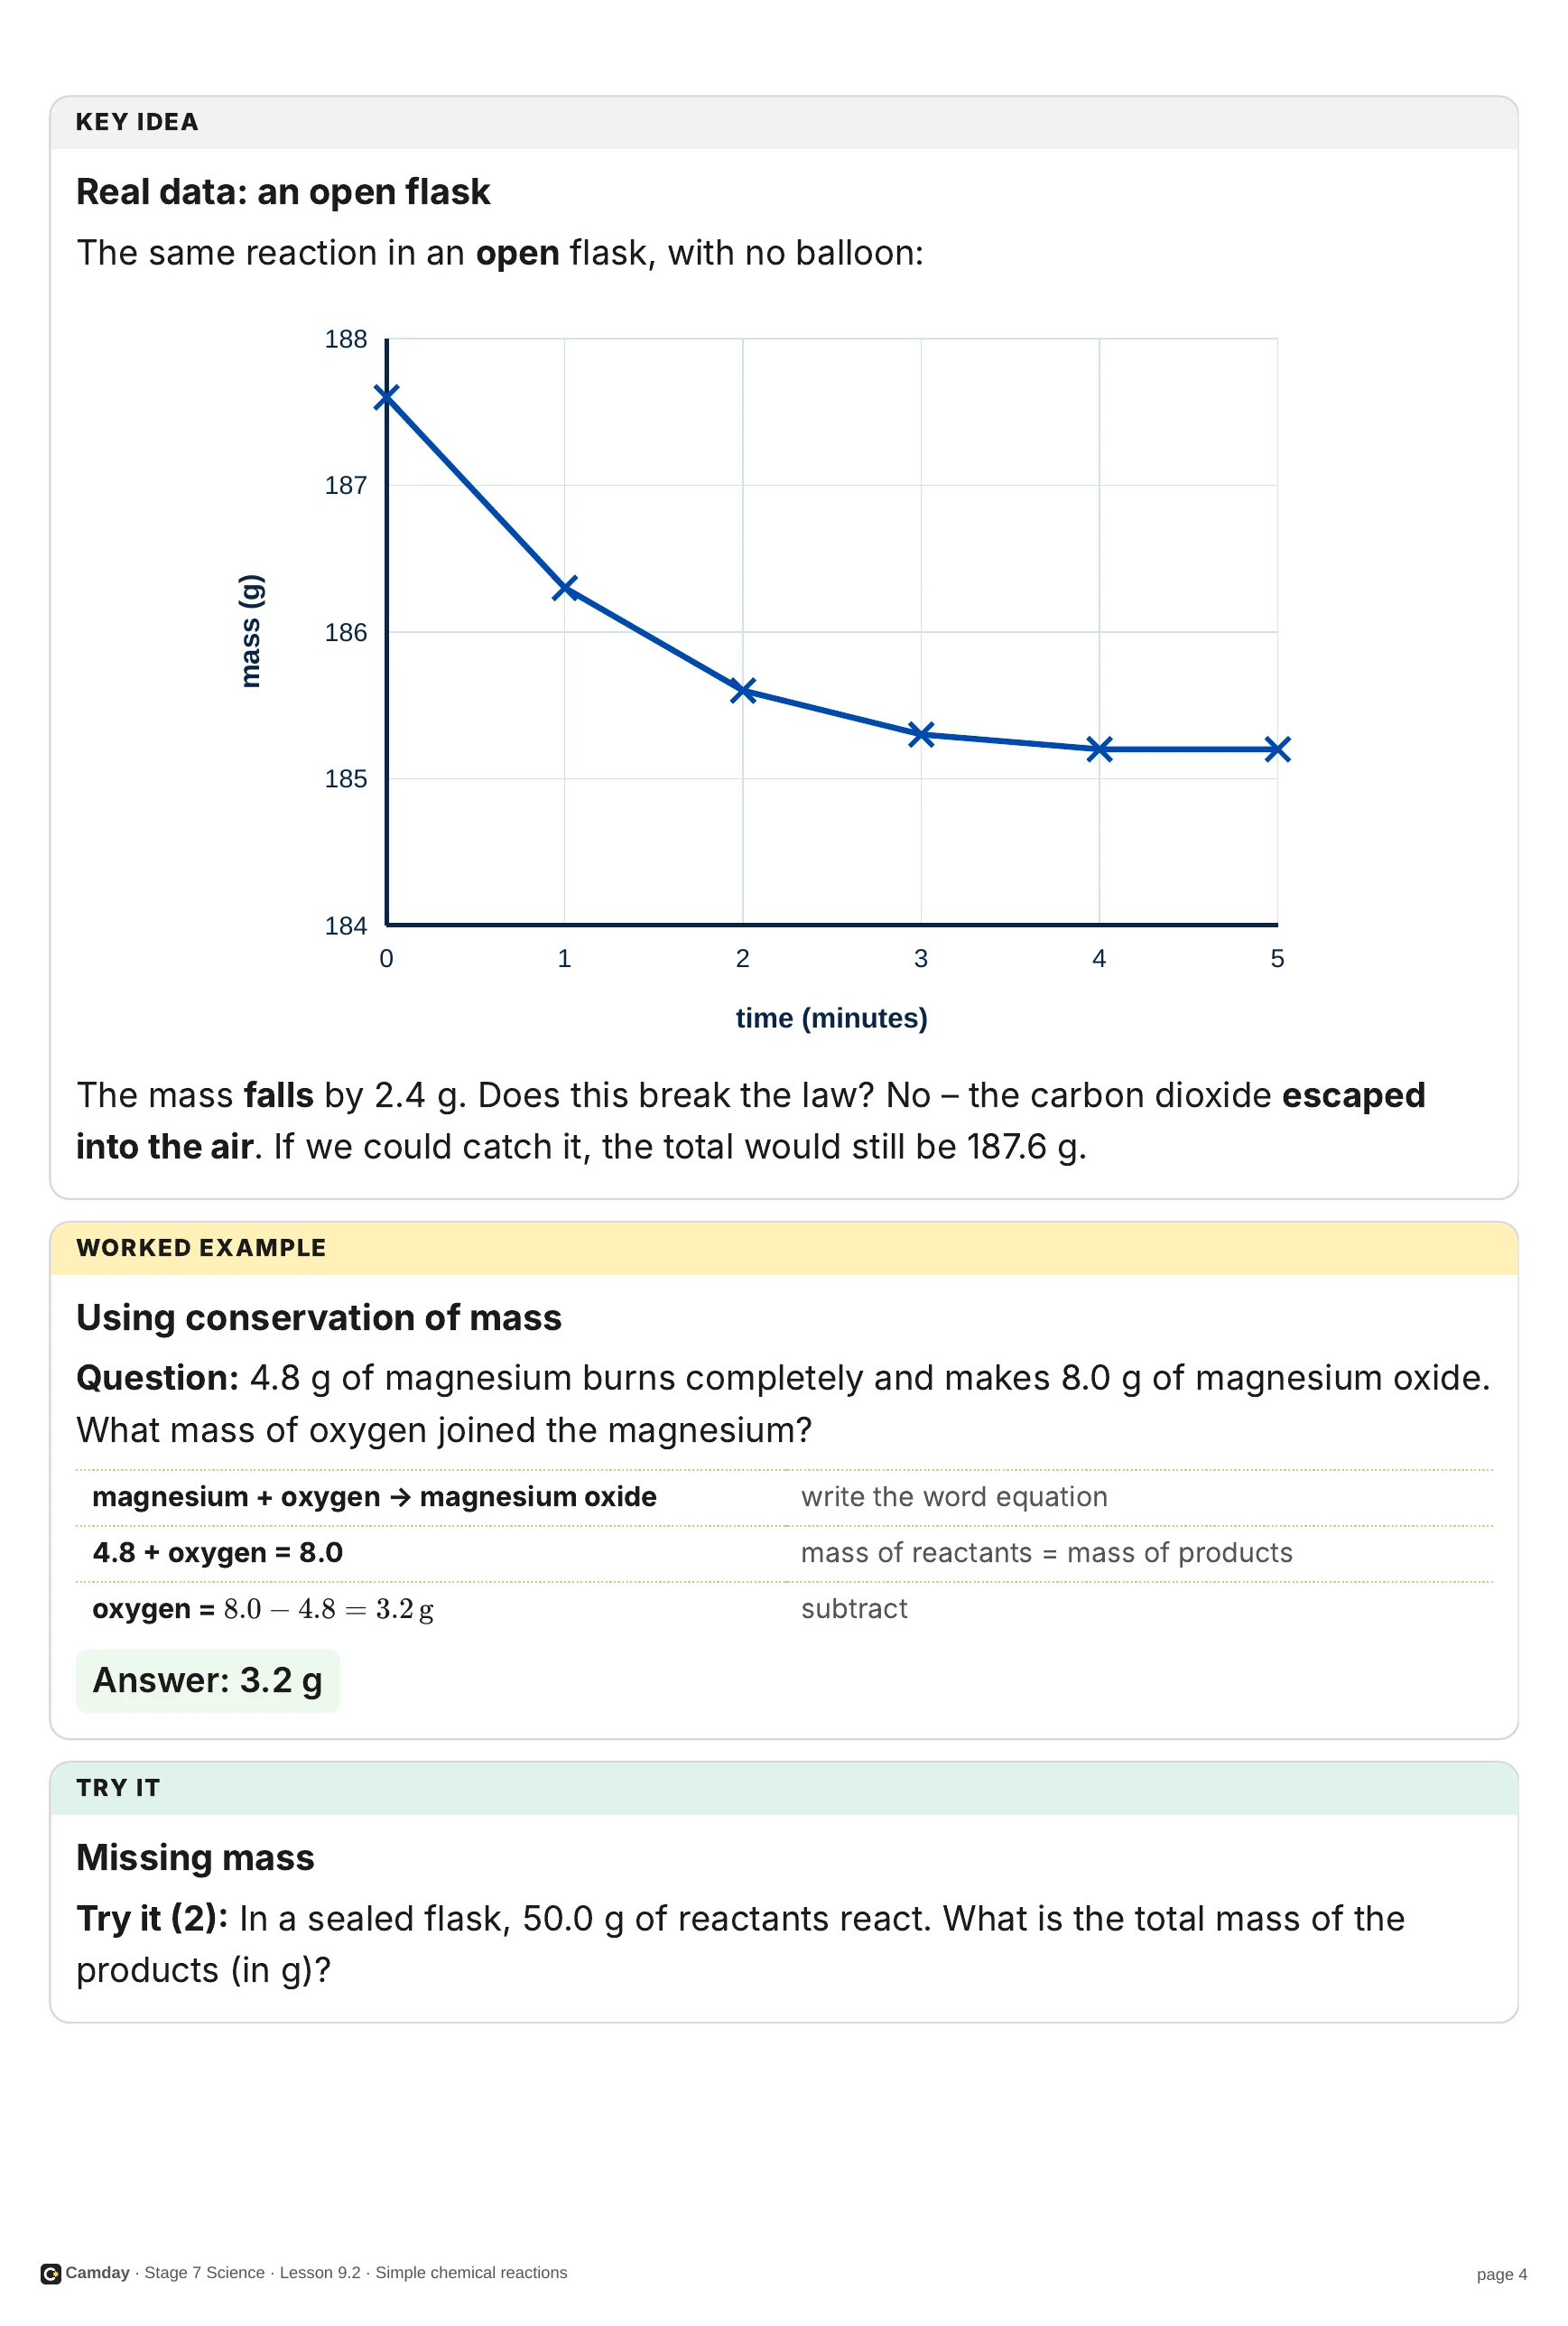 KEY IDEA
Real data: an open flask
The same reaction in an open flask, with no balloon:
188
187
186
185
184
mass (g)
0 1 2 3 4 5
time (minutes)
The mass falls by 2.4 g. Does this break the law? No – the carbon dioxide escaped
into the air. If we could catch it, the total would still be 187.6 g.
WORKED EXAMPLE
Using conservation of mass
Question: 4.8 g of magnesium burns completely and makes 8.0 g of magnesium oxide.
What mass of oxygen joined the magnesium?
magnesium + oxygen → magnesium oxide write the word equation
4.8 + oxygen = 8.0 mass of reactants = mass of products
oxygen = 8.0 − 4.8 = 3.2 g subtract
Answer: 3.2 g
TRY IT
Missing mass
Try it (2): In a sealed flask, 50.0 g of reactants react. What is the total mass of the
products (in g)?
Camday · Stage 7 Science · Lesson 9.2 · Simple chemical reactions page 4